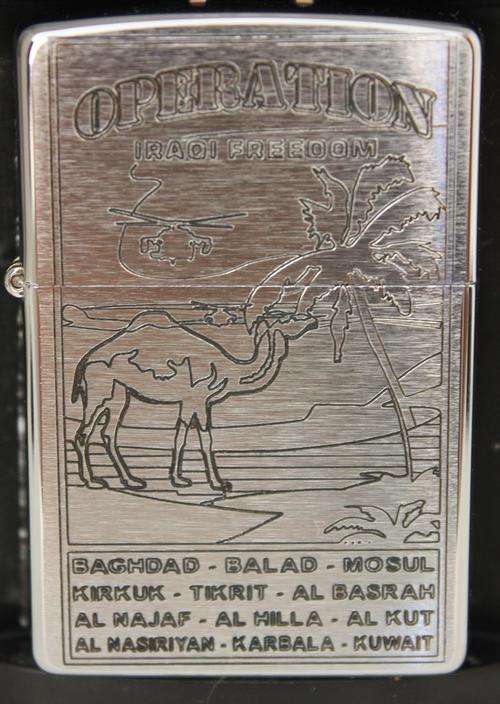 OPERATION
IRAQI FREEDOM
BAGHDAD - BALAD - MOSUL
KIRKUK - TIKRIT - AL BASRAH
AL NAJAF - AL HILLA - AL KUT
AL NASIRIYAN - KARBALA - KUWAIT